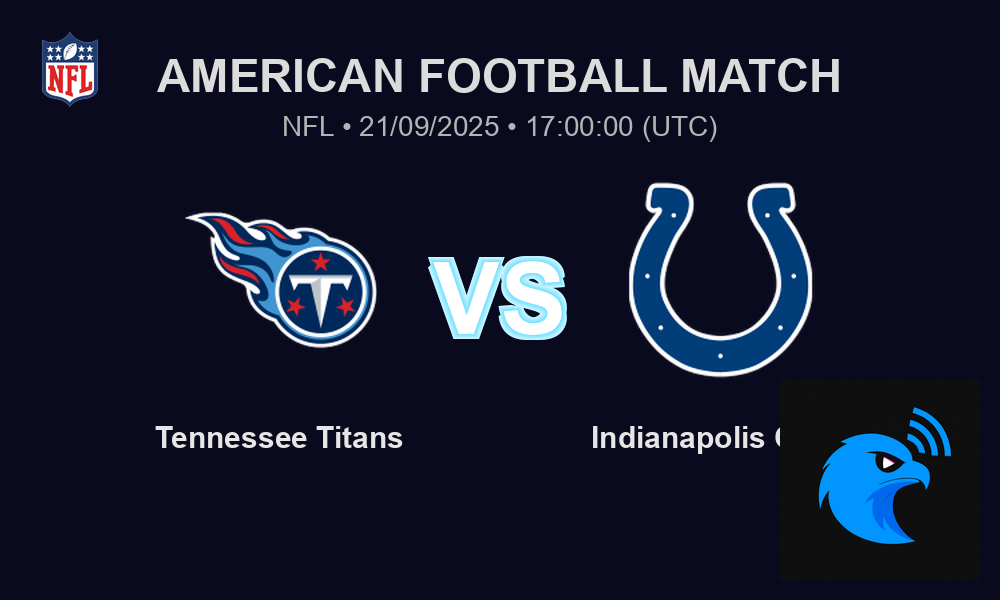 NFL
AMERICAN FOOTBALL MATCH
NFL • 21/09/2025 • 17:00:00 (UTC)
T
VS
Tennessee Titans
Indianapolis